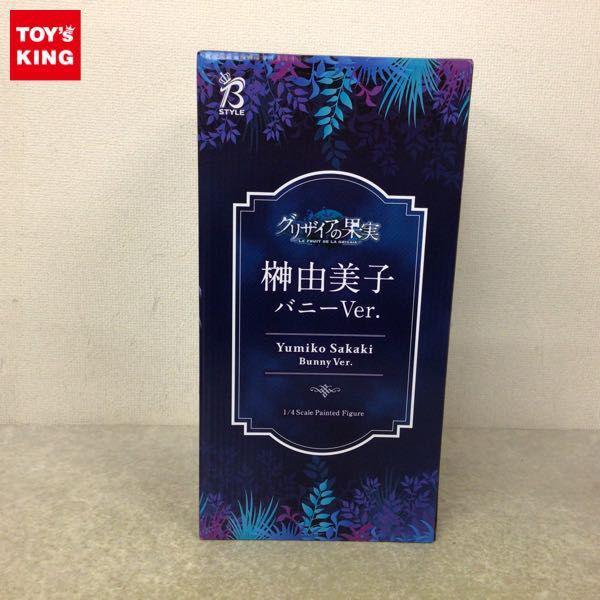 TOY'S
KING
B
STYLE
グリザイアの果実
LE FRUIT DE LA GRISAIA
榊由美子
バニーVer.
Yumiko Sakaki
Bunny Ver.
1/4 Scale Painted Figure